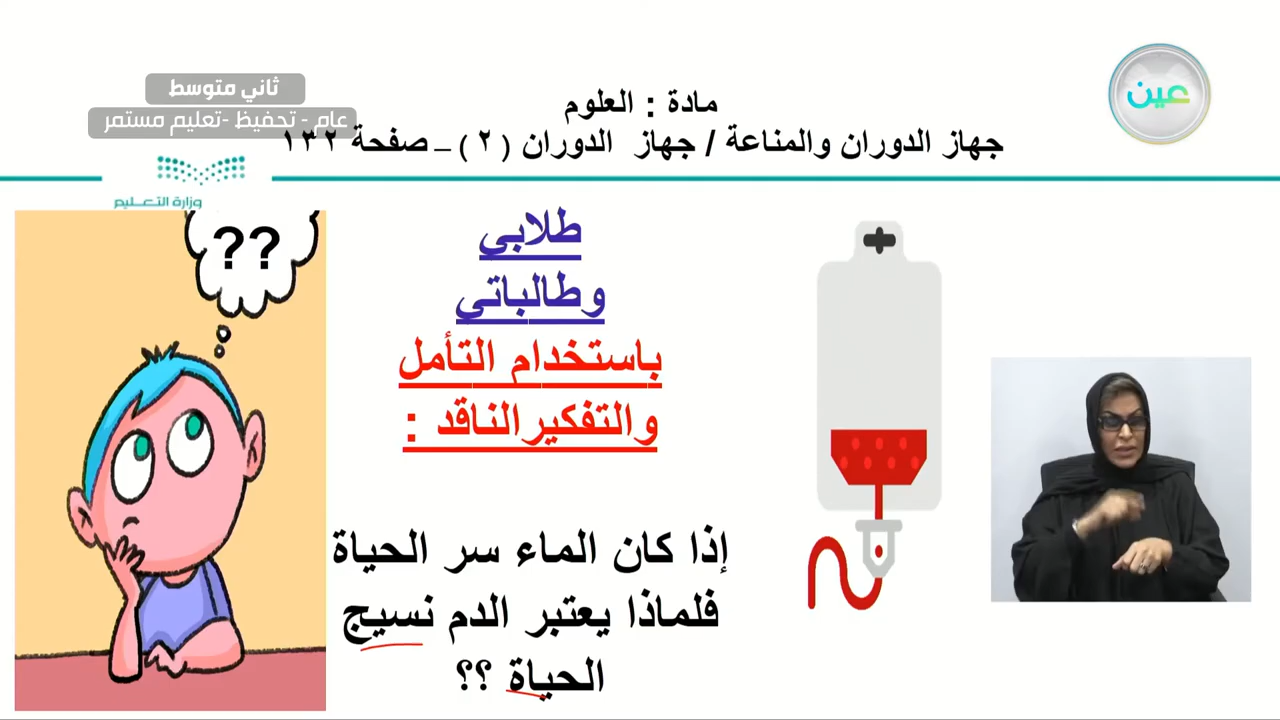 ثاني متوسط
عام - تحفيظ -تعليم مستمر
عين
مادة : العلوم
جهاز الدوران والمناعة / جهاز الدوران ( ٢ ) – صفحة ١٣٢
وزارة التعليم
??
طلابي
وطالباتي
باستخدام التأمل
والتفكير الناقد :
إذا كان الماء سر الحياة
فلماذا يعتبر الدم نسيج
الحياة ؟؟